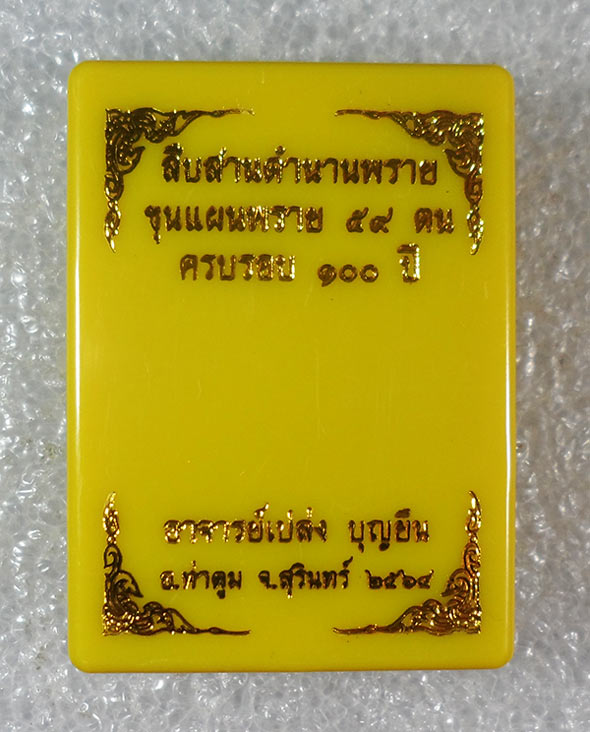 สืบสานตำนานพราย
ขุนแผนพราย ๕๙ ตน
ครบรอบ ๑๐๐ ปี
อาจารย์เปล่ง บุญยืน
อ.ท่าตูม จ.สุรินทร์ ๒๕๖๔